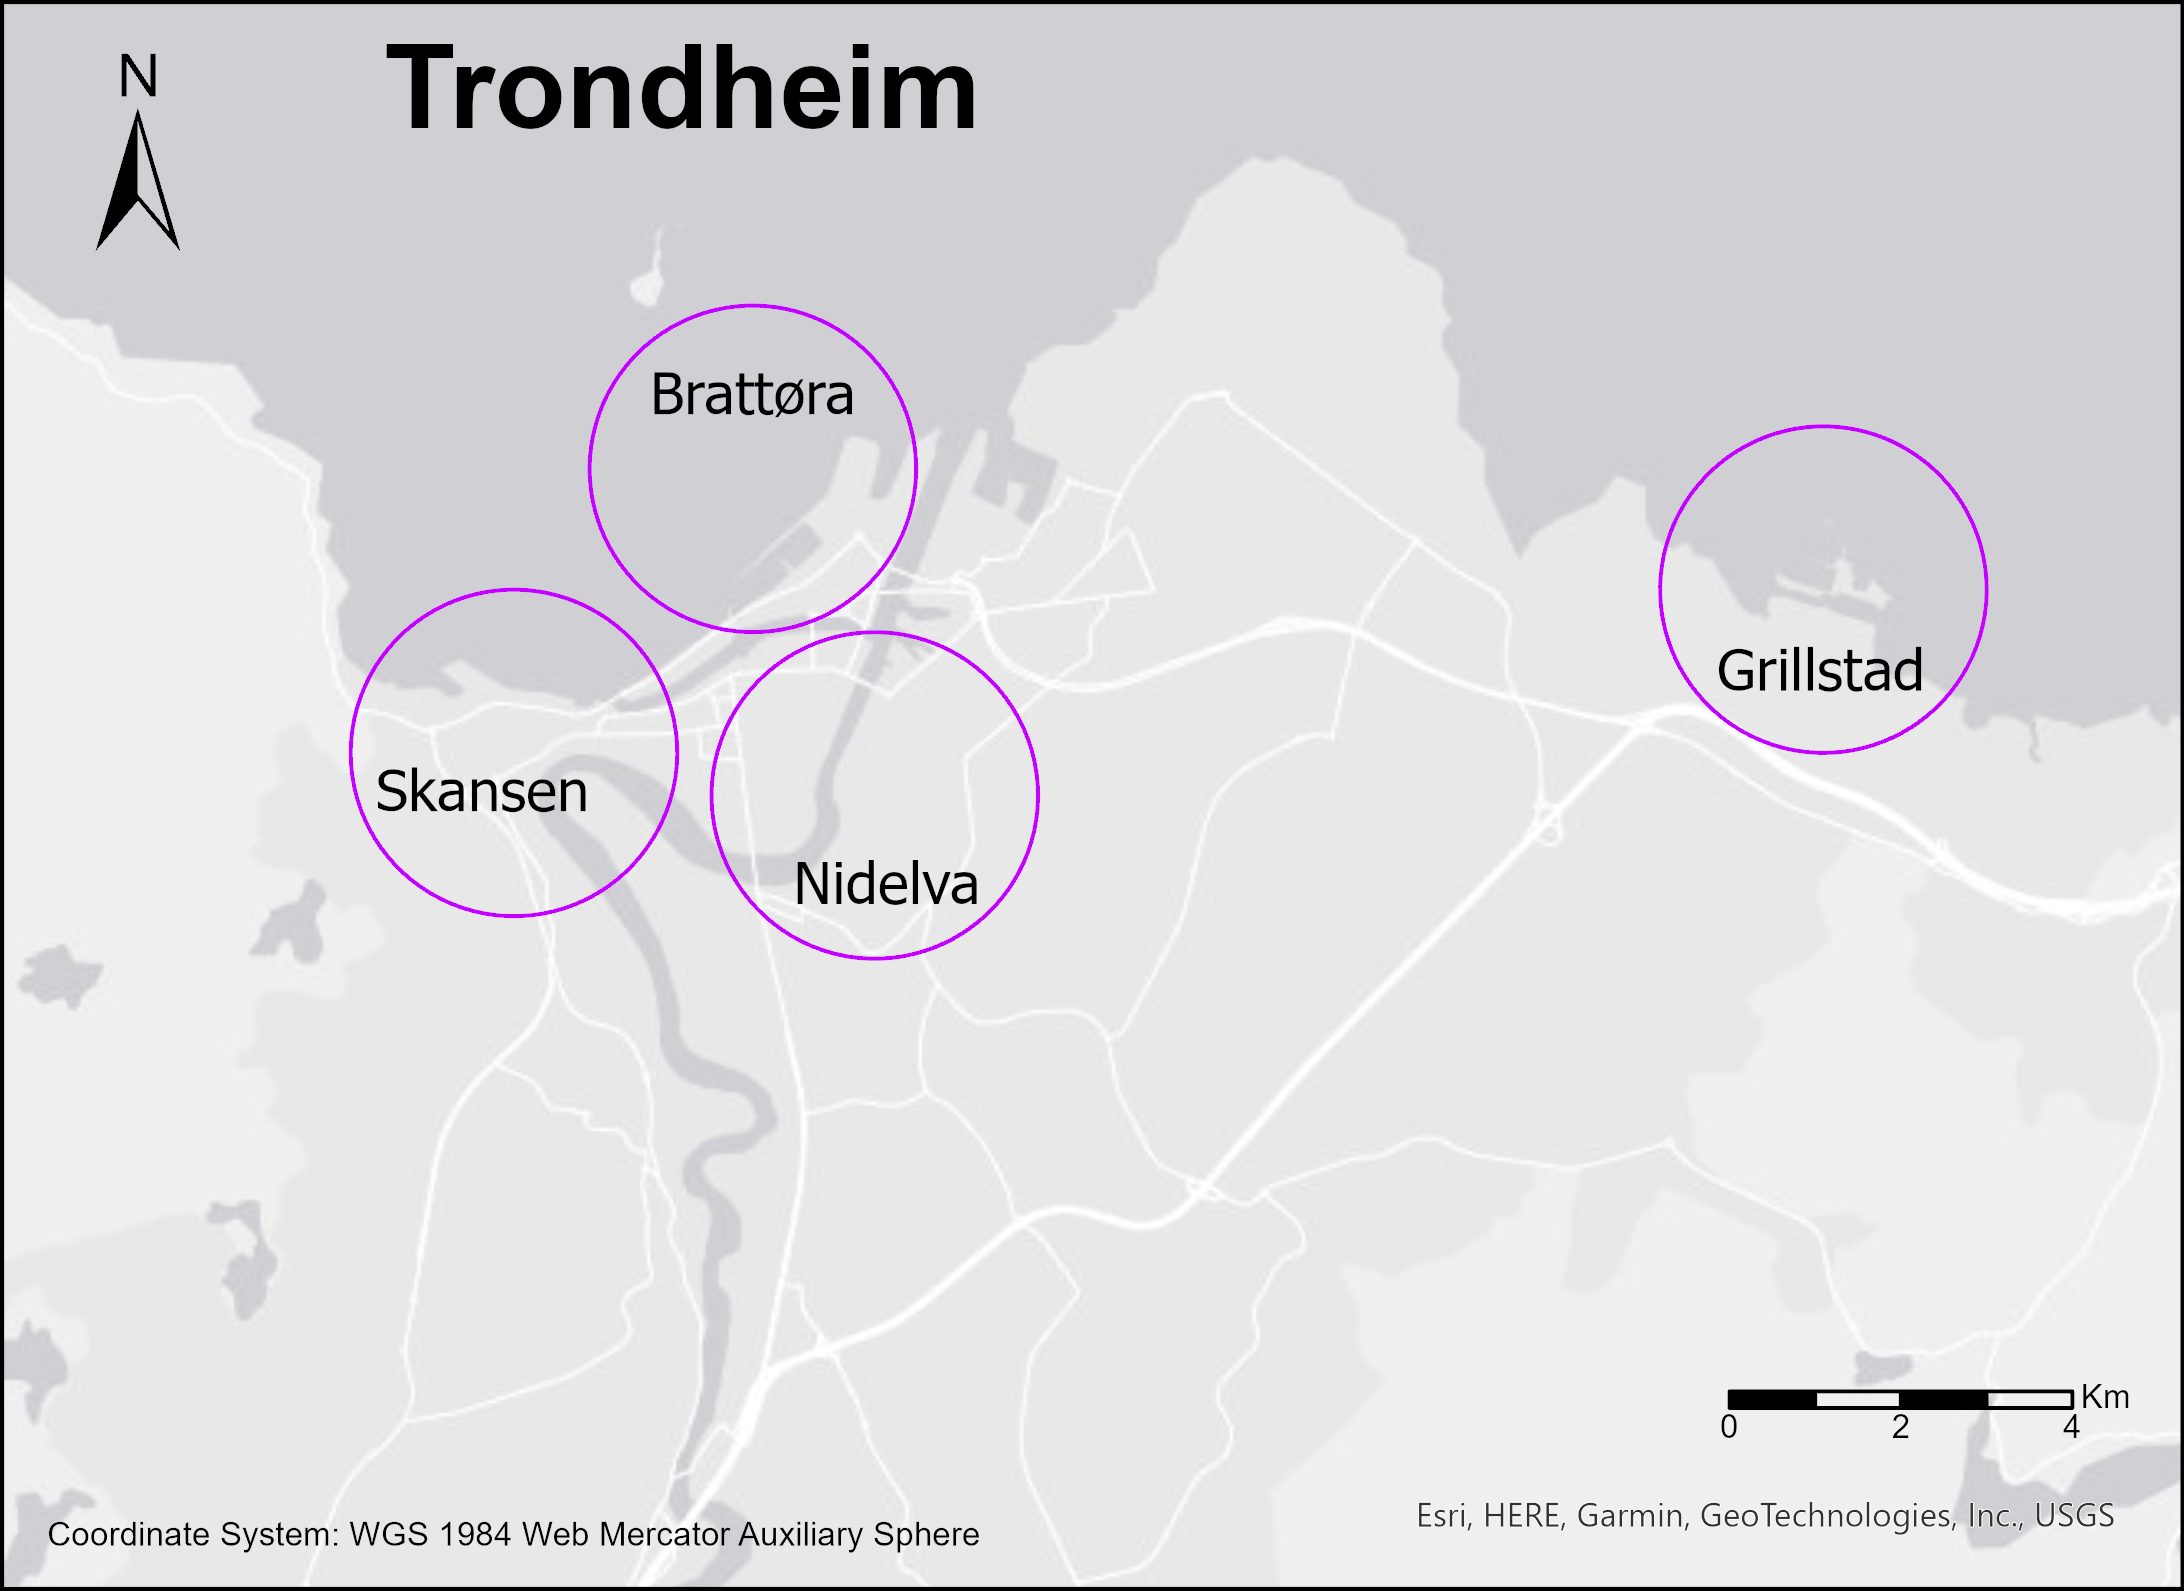 Trondheim
N
Brattøra
Grillstad
Skansen
Nidelva
Km
0 2 4
Esri, HERE, Garmin, GeoTechnologies, Inc., USGS
Coordinate System: WGS 1984 Web Mercator Auxiliary Sphere